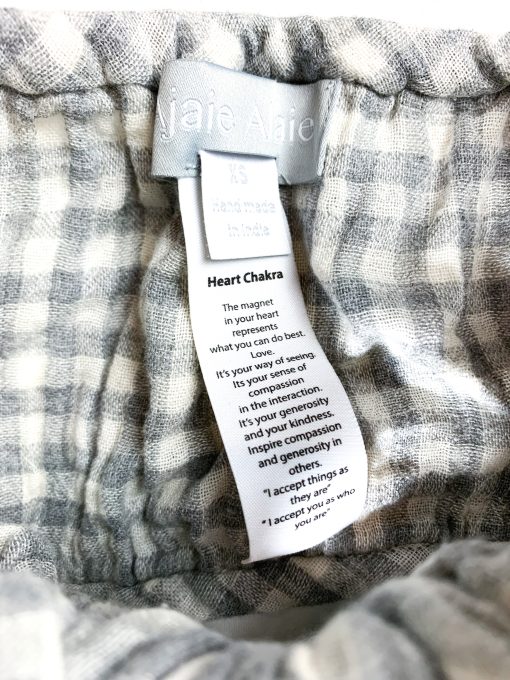 Ajaie Alaie
XS
Hand made
in India
Heart Chakra
The magnet
in your heart
represents
what you can do best.
Love.
It's your way of seeing.
Its your sense of
compassion
in the interaction.
It's your generosity
and your kindness.
Inspire compassion
and generosity in
others.
"I accept things as
they are"
" I accept you as who
you are"